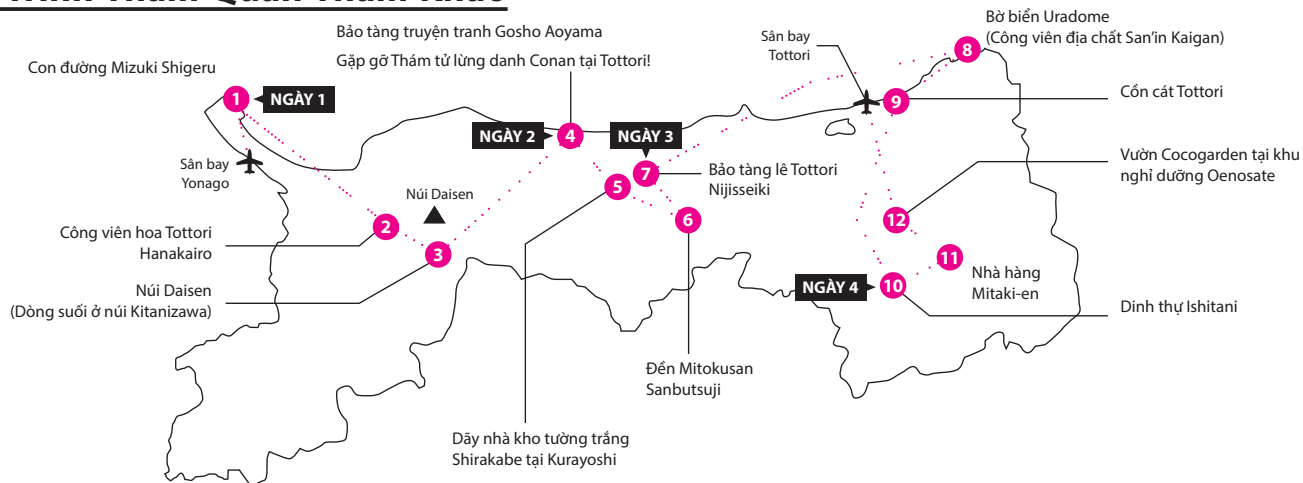 Trình Tham Quan Tham Khảo
Bảo tàng truyện tranh Gosho Aoyama
Gặp gỡ Thám tử lừng danh Conan tại Tottori!
Con đường Mizuki Shigeru
1
NGÀY 1
Sân bay
Yonago
Công viên hoa Tottori
Hanakairo
2
Núi Daisen
3
Núi Daisen
(Dòng suối ở núi Kitanizawa)
NGÀY 2
4
NGÀY 3
7
5
6
Bảo tàng lê Tottori
Nijisseiki
Đền Mitokusan
Sanbutsuji
Dãy nhà kho tường trắng
Shirakabe tại Kurayoshi
Sân bay
Tottori
8
Bờ biển Uradome
(Công viên địa chất San’in Kaigan)
9
Cồn cát Tottori
Vườn Cocogarden tại khu
nghỉ dưỡng Oenosate
12
11
Nhà hàng
Mitaki-en
NGÀY 4
10
Dinh thự Ishitani